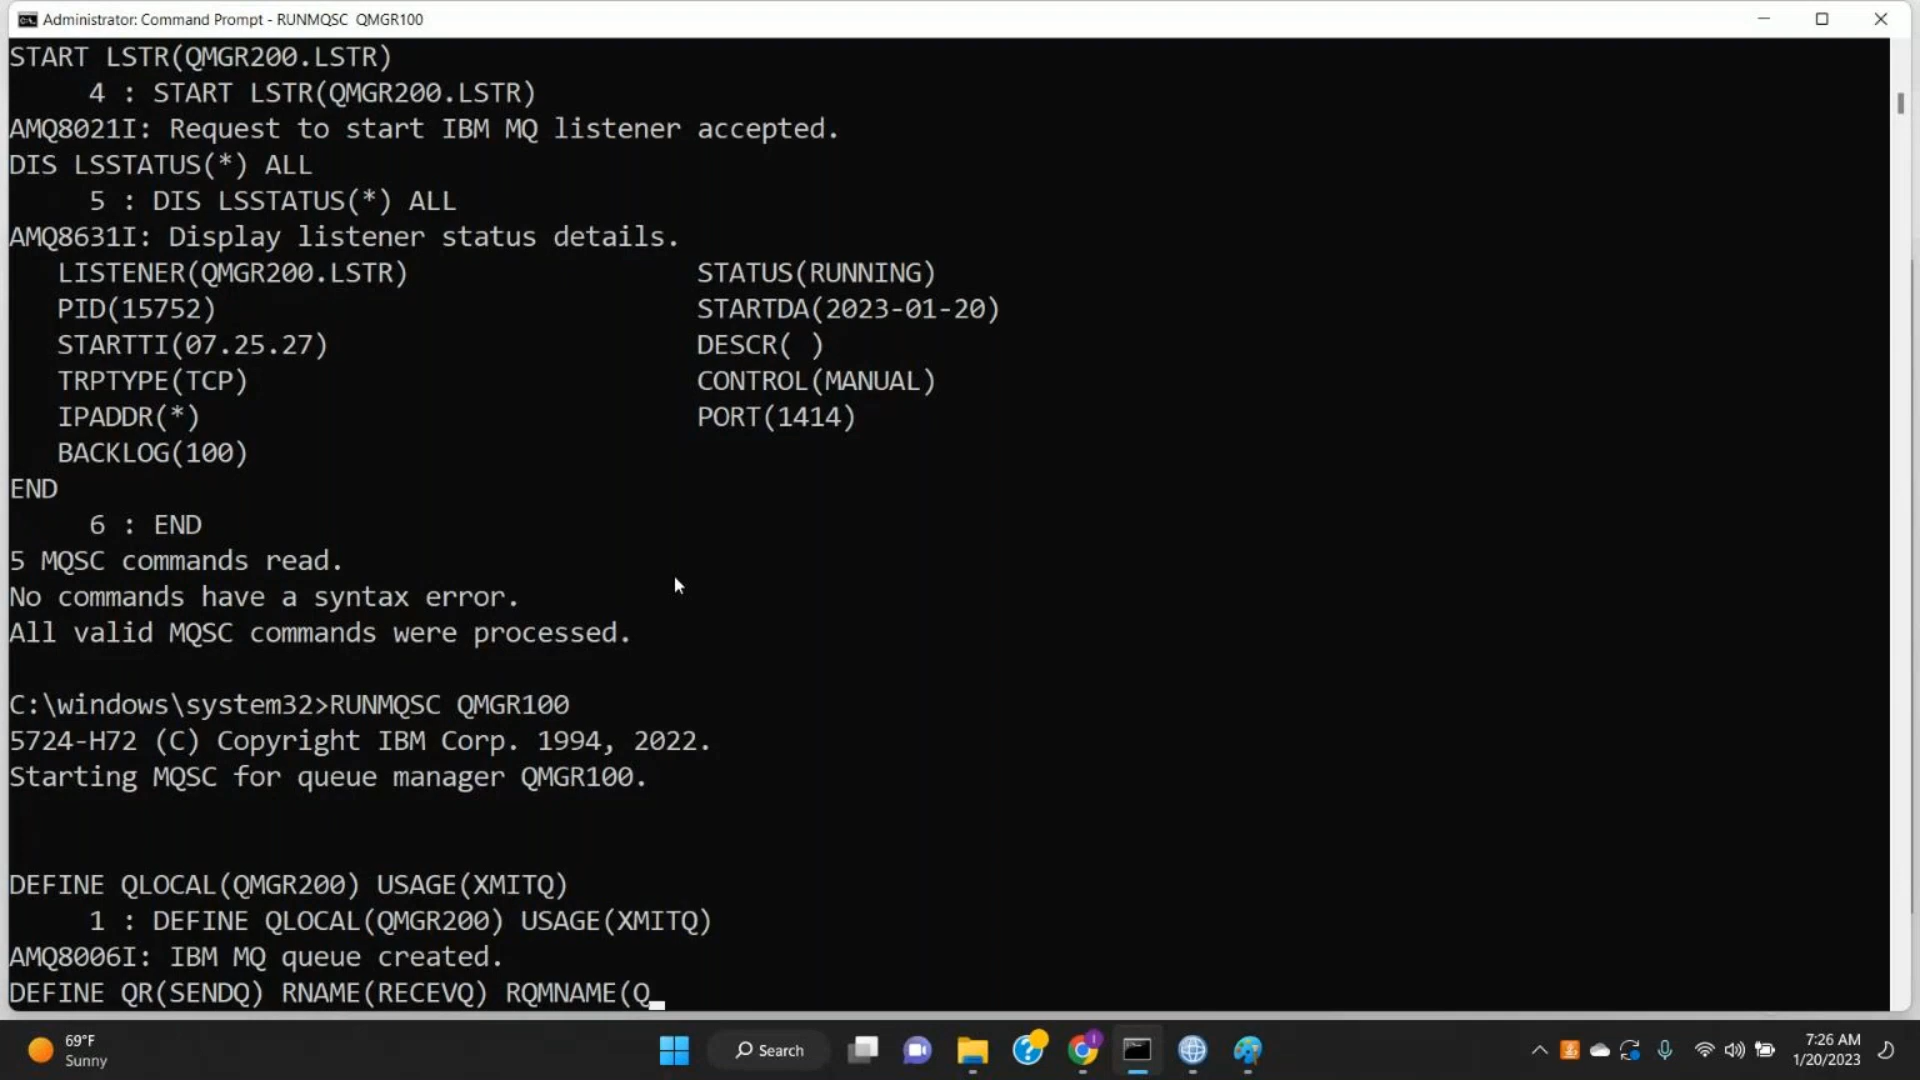 Administrator: Command Prompt - RUNMQSC QMGR100
START LSTR(QMGR200.LSTR)
4 : START LSTR(QMGR200.LSTR)
AMQ8021I: Request to start IBM MQ listener accepted.
DIS LSSTATUS(*) ALL
5 : DIS LSSTATUS(*) ALL
AMQ8631I: Display listener status details.
LISTENER(QMGR200.LSTR) STATUS(RUNNING)
PID(15752) STARTDA(2023-01-20)
STARTTI(07.25.27) DESCR( )
TRPTYPE(TCP) CONTROL(MANUAL)
IPADDR(*) PORT(1414)
BACKLOG(100)
END
6 : END
5 MQSC commands read.
No commands have a syntax error.
All valid MQSC commands were processed.
C:\windows\system32>RUNMQSC QMGR100
5724-H72 (C) Copyright IBM Corp. 1994, 2022.
Starting MQSC for queue manager QMGR100.
DEFINE QLOCAL(QMGR200) USAGE(XMITQ)
1 : DEFINE QLOCAL(QMGR200) USAGE(XMITQ)
AMQ8006I: IBM MQ queue created.
DEFINE QR(SENDQ) RNAME(RECEVQ) RQMNAME(Q_
69°F
Sunny
Search
7:26 AM
1/20/2023